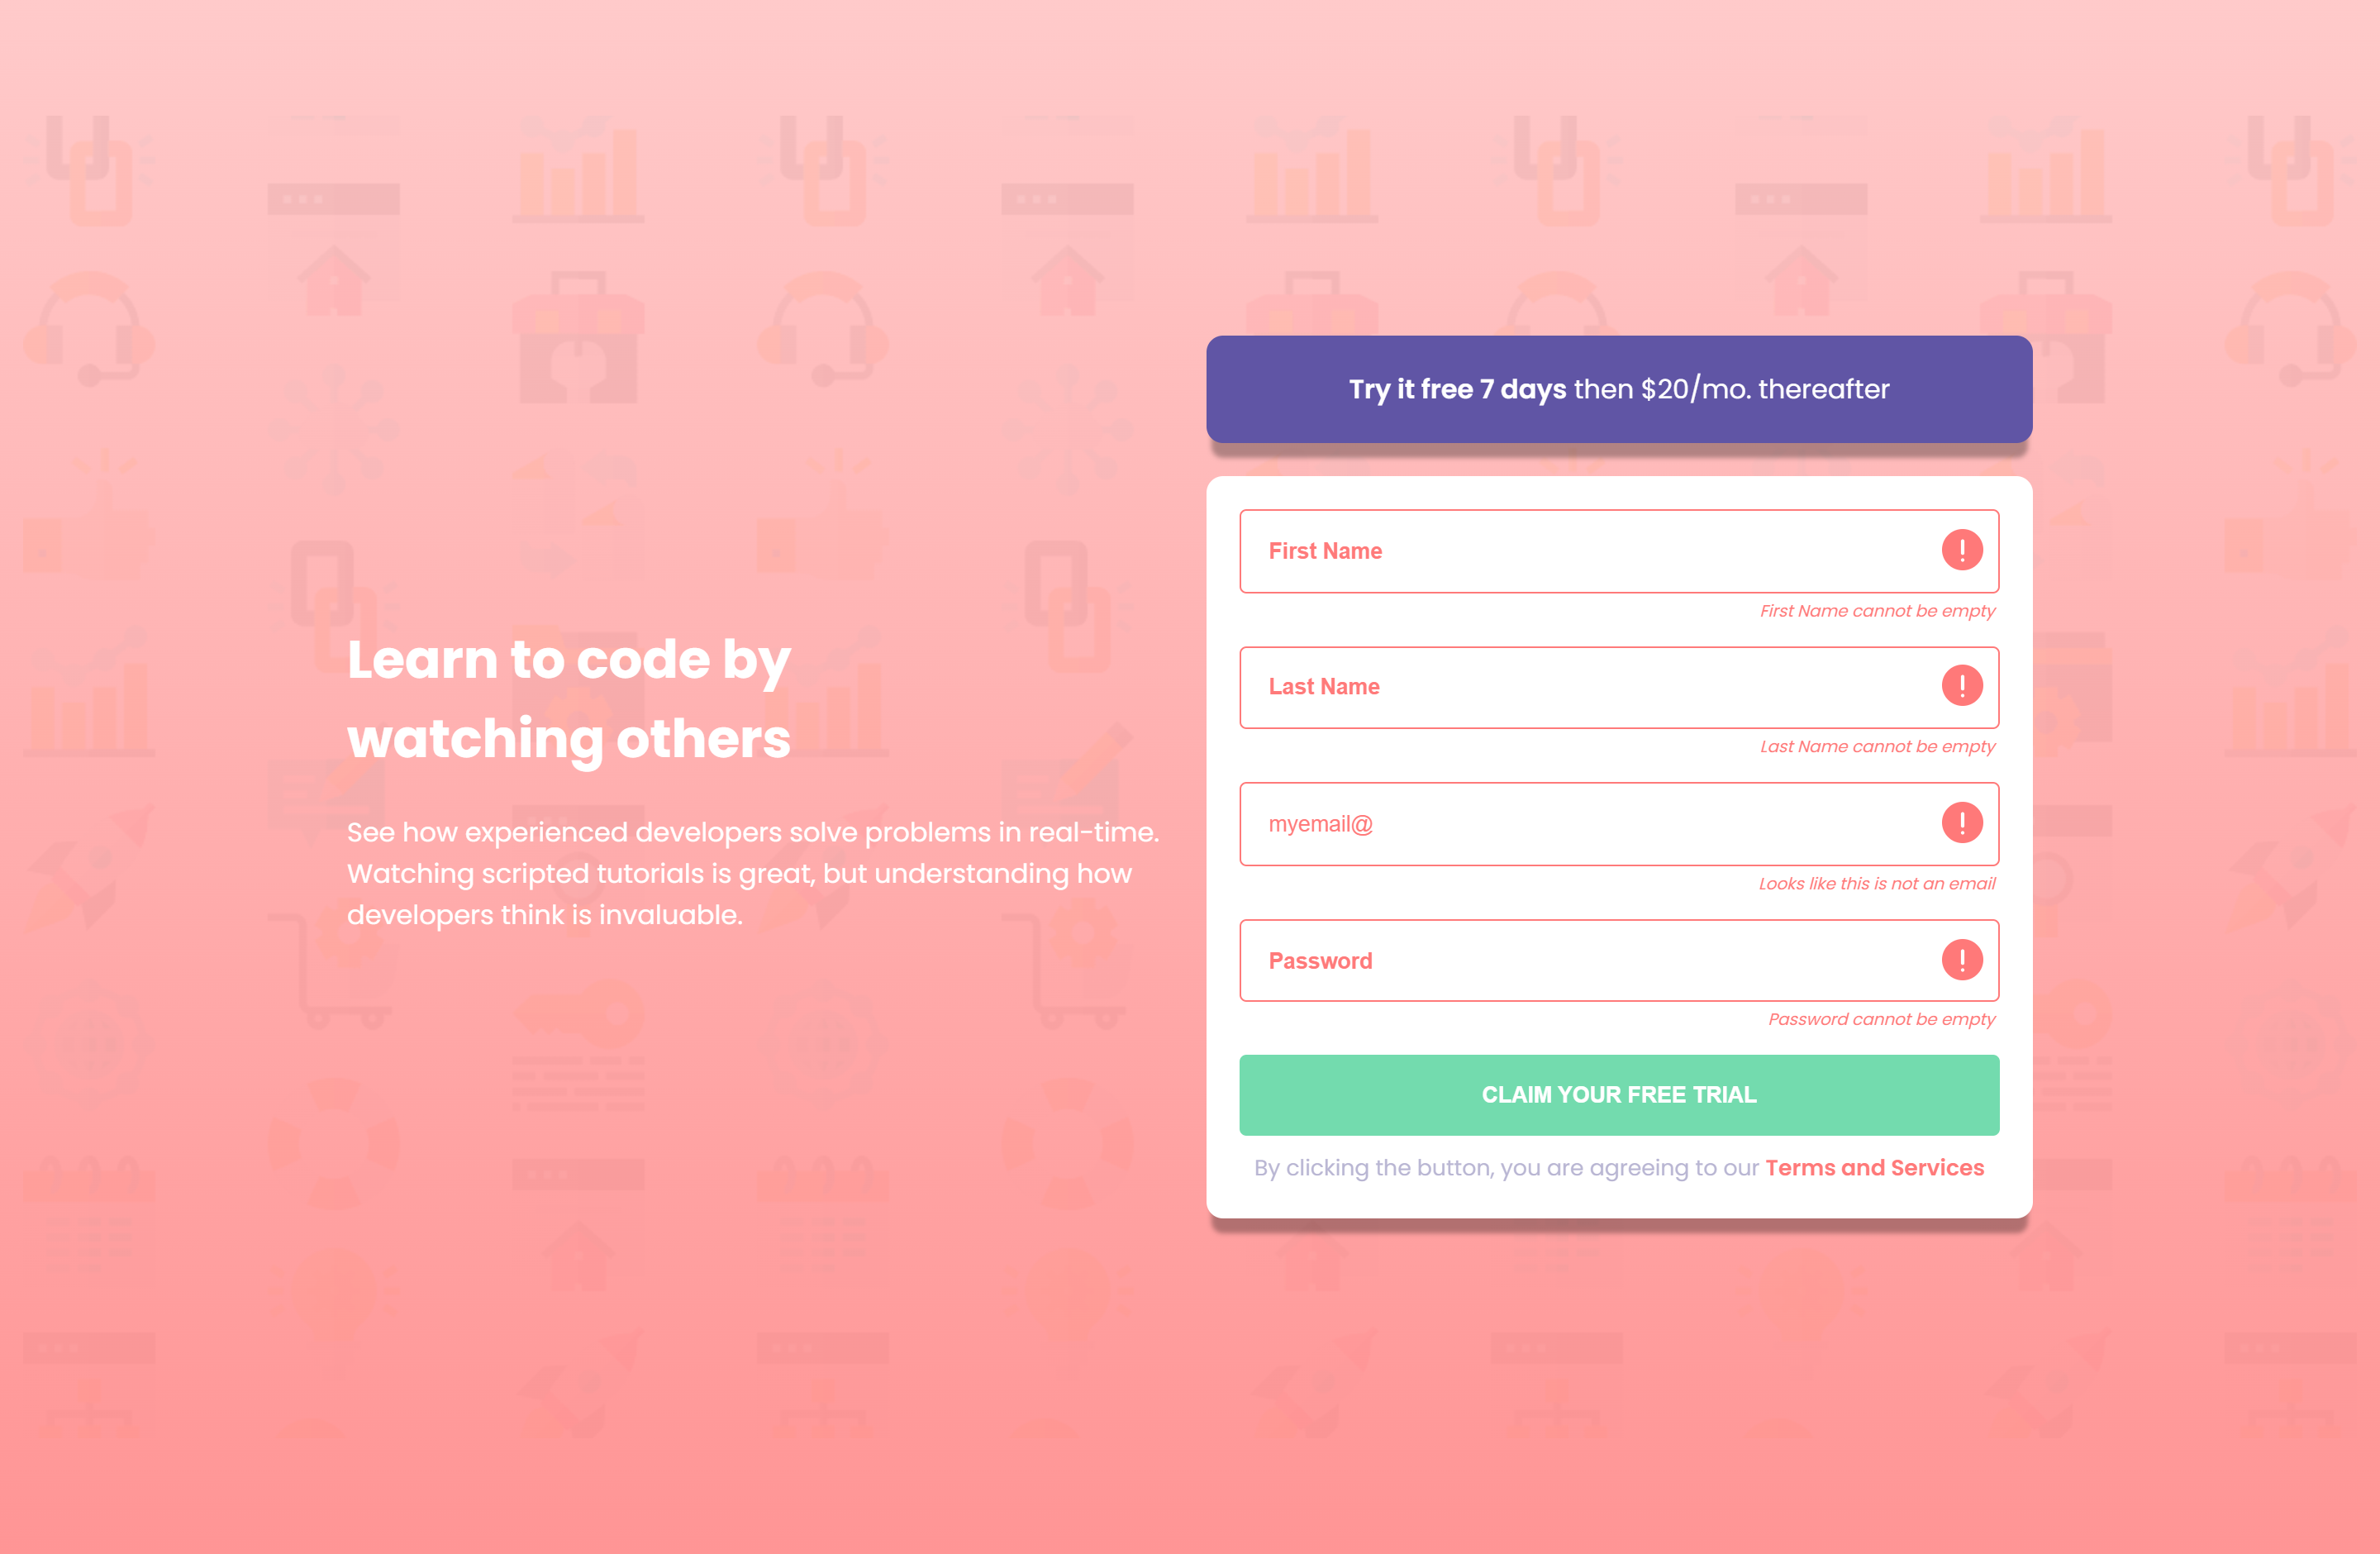 Learn to code by
watching others
See how experienced developers solve problems in real-time.
Watching scripted tutorials is great, but understanding how
developers think is invaluable.
Try it free 7 days then $20/mo. thereafter
First Name
First Name cannot be empty
Last Name
Last Name cannot be empty
myemail@
Looks like this is not an email
Password
Password cannot be empty
CLAIM YOUR FREE TRIAL
By clicking the button, you are agreeing to our Terms and Services